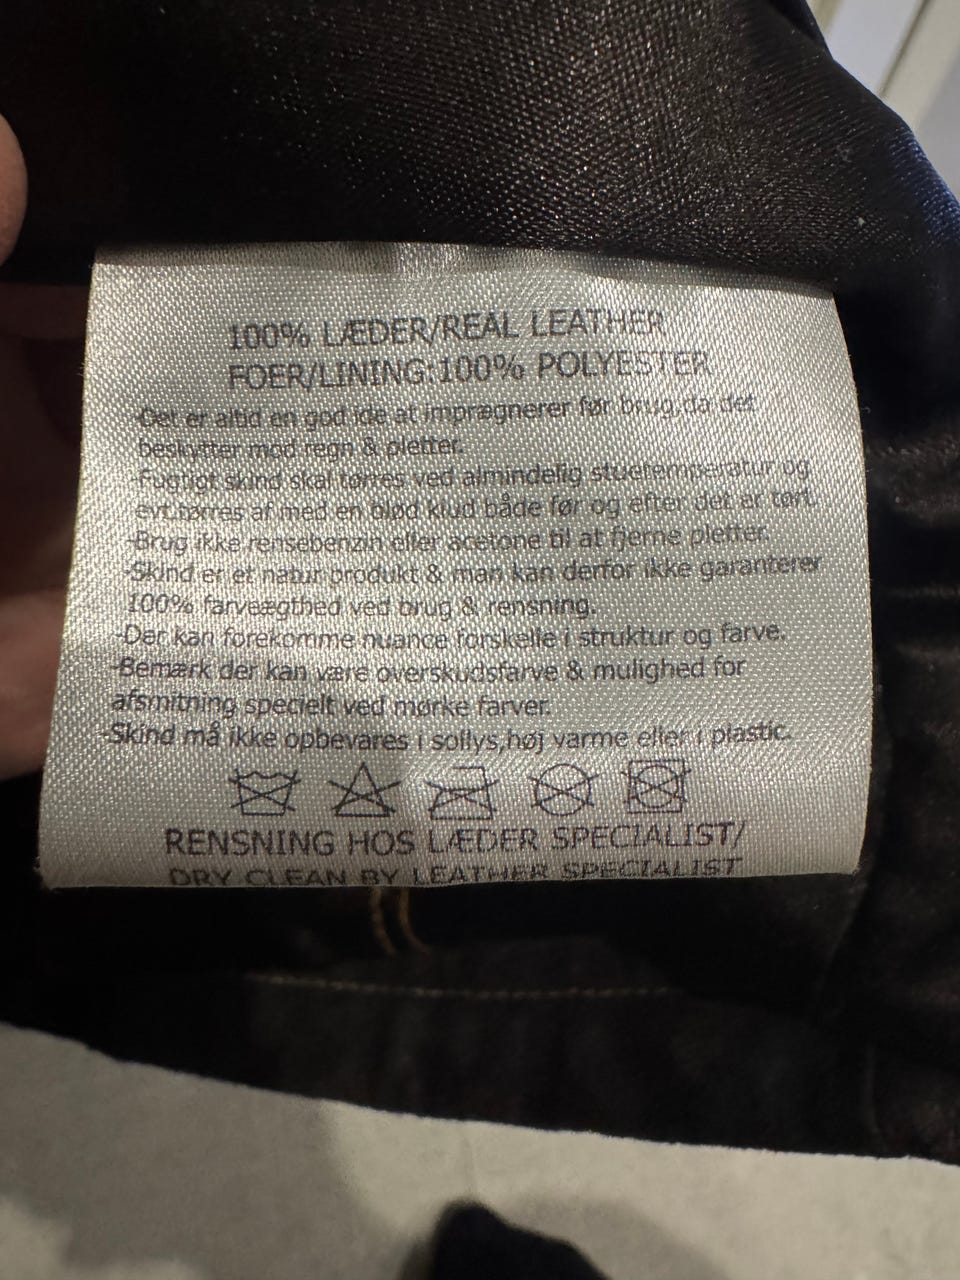 100% LÆDER/REAL LEATHER
FOER/LINING:100% POLYESTER
-Det er altid en god ide at imprægnerer før brug,da det
beskytter mod regn & pletter.
-Fugtigt skind skal tørres ved almindelig stuetemperatur og
evt.tørres af med en blød klud både før og efter det er tørt.
-Brug ikke rensebenzin eller acetone til at fjerne pletter.
-Skind er et natur produkt & man kan derfor ikke garanterer
100% farveægthed ved brug & rensning.
-Der kan forekomme nuance forskelle i struktur og farve.
-Bemærk der kan være overskudsfarve & mulighed for
afsmitning specielt ved mørke farver.
-Skind må ikke opbevares i sollys,høj varme eller i plastic.
RENSNING HOS LÆDER SPECIALIST/
DRY CLEAN BY LEATHER SPECIALIST